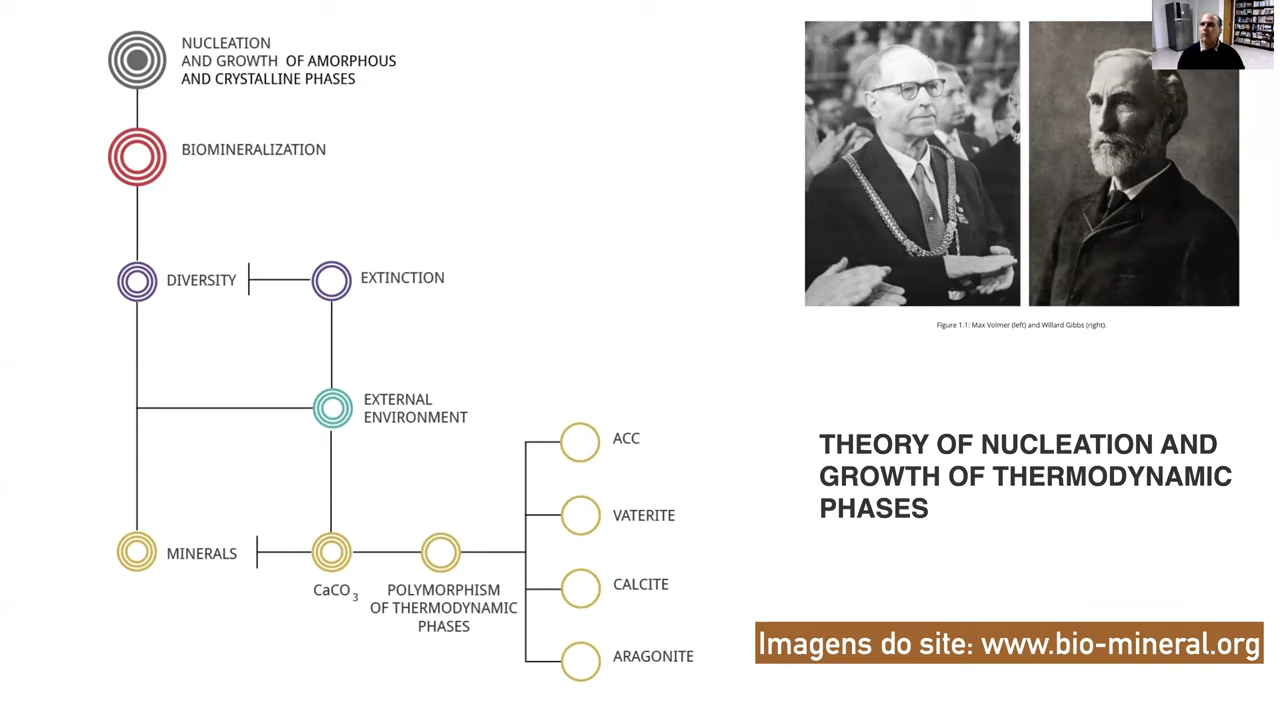 NUCLEATION
AND GROWTH OF AMORPHOUS
AND CRYSTALLINE PHASES
BIOMINERALIZATION
DIVERSITY
EXTINCTION
EXTERNAL
ENVIRONMENT
MINERALS
CaCO3
POLYMORPHISM
OF THERMODYNAMIC
PHASES
ACC
VATERITE
CALCITE
ARAGONITE
Figure 1.1: Max Volmer (left) and Willard Gibbs (right).
THEORY OF NUCLEATION AND
GROWTH OF THERMODYNAMIC
PHASES
Imagens do site: www.bio-mineral.org